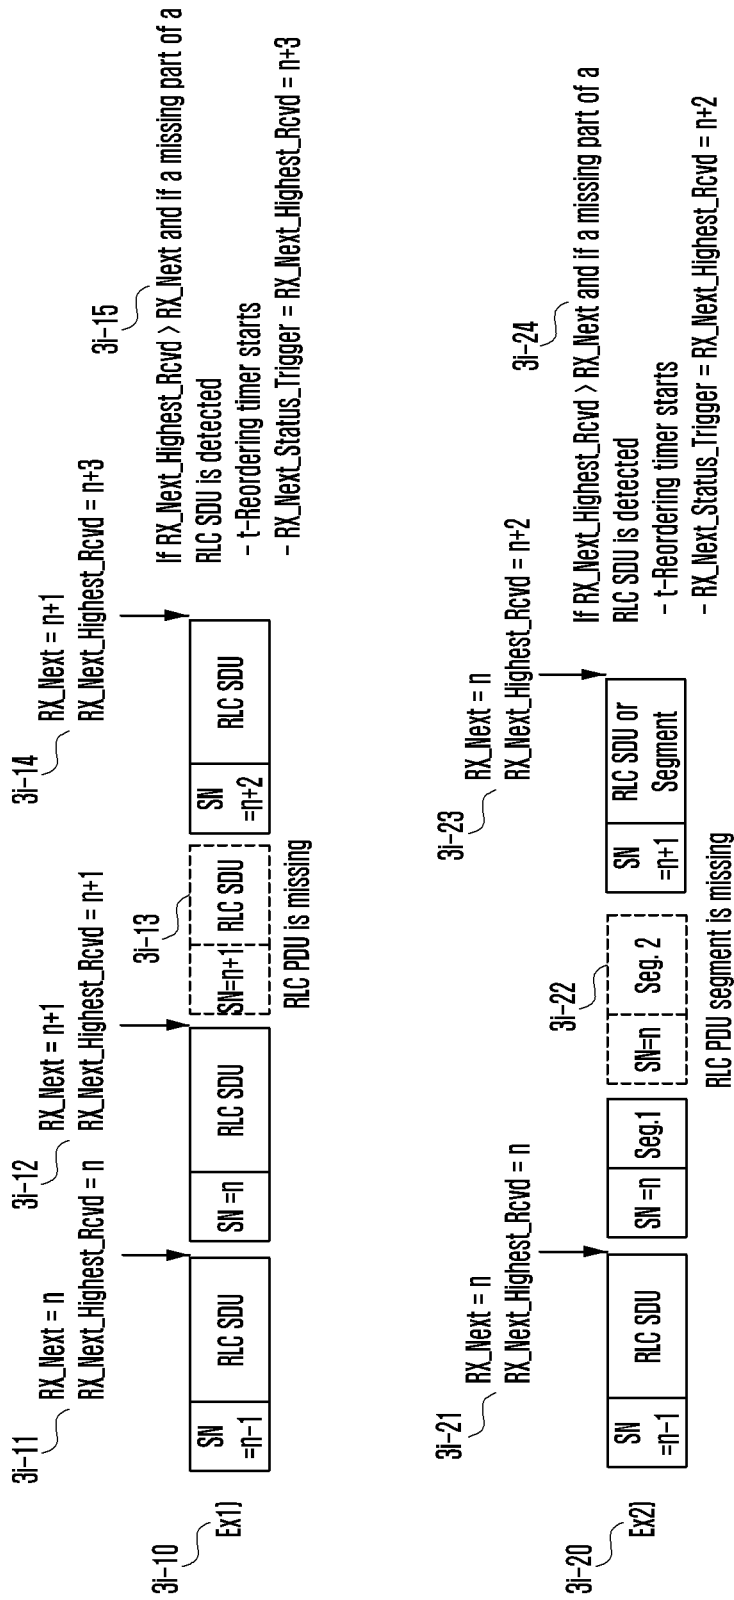 3i-10
Ex1)
3i-11
RX_Next = n
RX_Next_Highest_Rcvd = n
3i-12
RX_Next = n+1
RX_Next_Highest_Rcvd = n+1
3i-13
3i-14
RX_Next = n+1
RX_Next_Highest_Rcvd = n+3
SN
=n-1
RLC SDU
SN =n
RLC SDU
SN=n+1
RLC SDU
RLC PDU is missing
SN
=n+2
RLC SDU
3i-15
If RX_Next_Highest_Rcvd > RX_Next and if a missing part of a
RLC SDU is detected
- t-Reordering timer starts
- RX_Next_Status_Trigger = RX_Next_Highest_Rcvd = n+3
3i-20
Ex2)
3i-21
RX_Next = n
RX_Next_Highest_Rcvd = n
3i-22
3i-23
RX_Next = n
RX_Next_Highest_Rcvd = n+2
SN
=n-1
RLC SDU
SN =n
Seg.1
SN=n
Seg. 2
RLC PDU segment is missing
SN
=n+1
RLC SDU or
Segment
3i-24
If RX_Next_Highest_Rcvd > RX_Next and if a missing part of a
RLC SDU is detected
- t-Reordering timer starts
- RX_Next_Status_Trigger = RX_Next_Highest_Rcvd = n+2